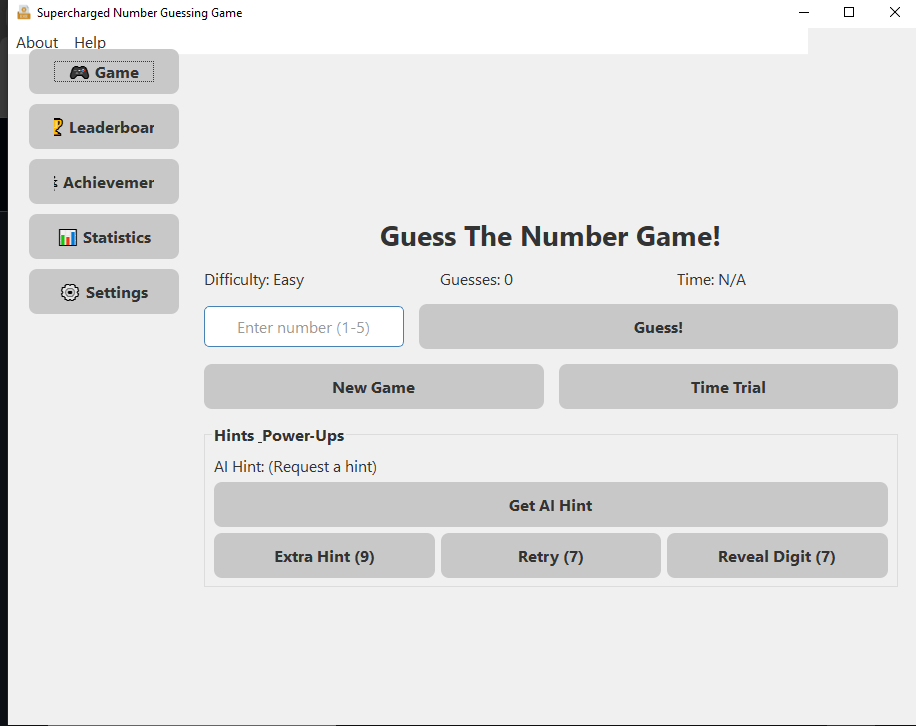 Supercharged Number Guessing Game
About Help
Game
Leaderboar
Achievemer
Statistics
Settings
Guess The Number Game!
Difficulty: Easy Guesses: 0 Time: N/A
Enter number (1-5) Guess!
New Game Time Trial
Hints _Power-Ups
AI Hint: (Request a hint)
Get AI Hint
Extra Hint (9) Retry (7) Reveal Digit (7)